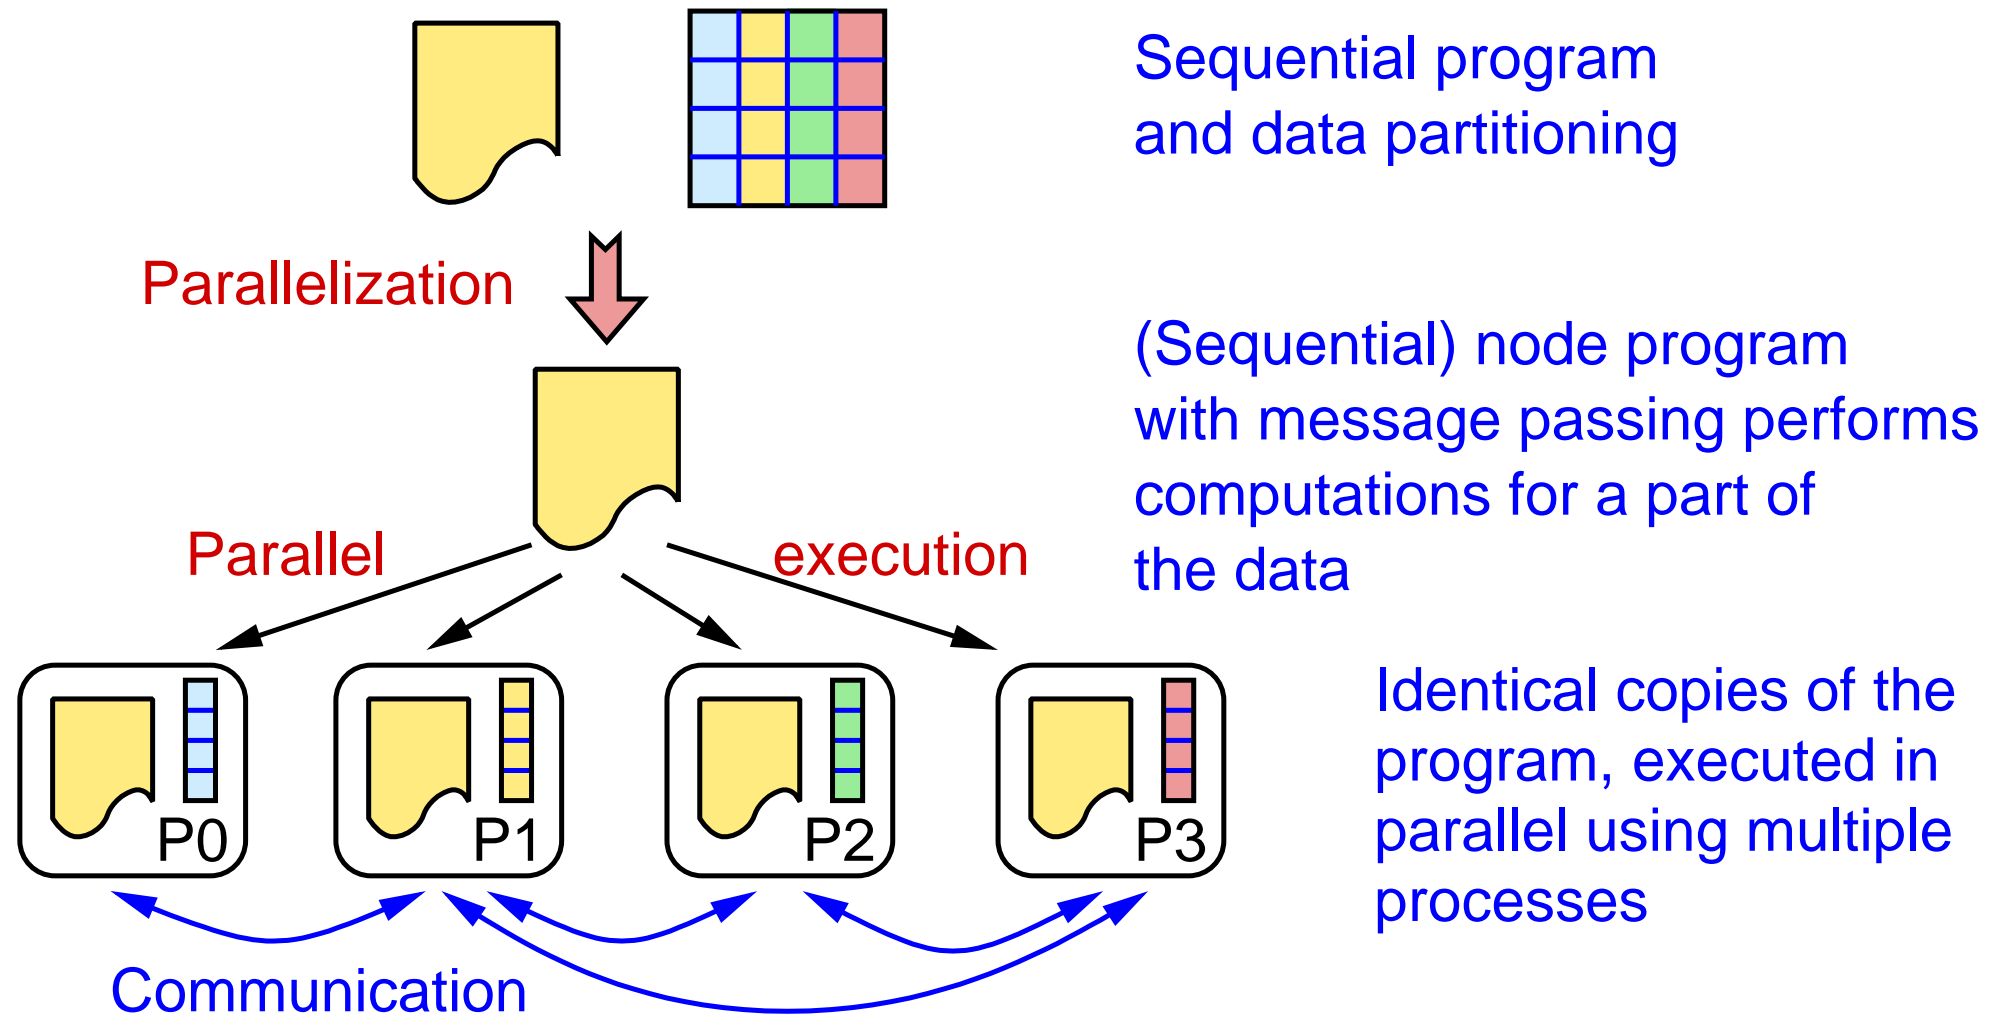 Sequential program
and data partitioning
Parallelization
(Sequential) node program
with message passing performs
computations for a part of
the data
Parallel execution
P0 P1 P2 P3
Identical copies of the
program, executed in
parallel using multiple
processes
Communication